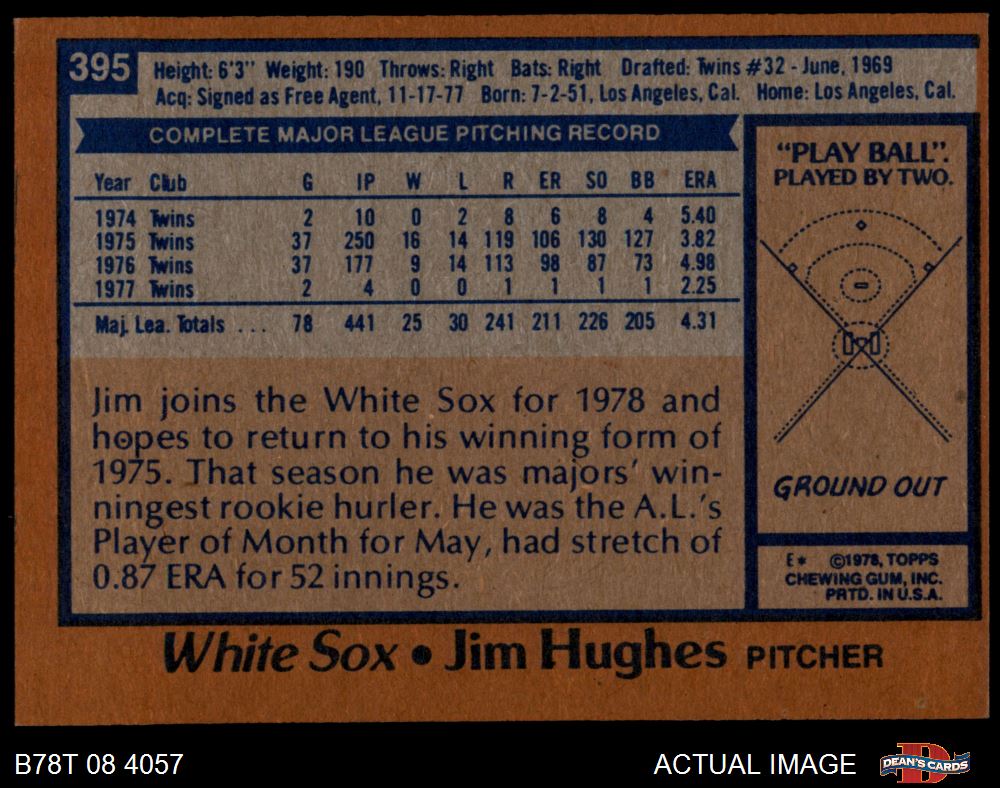 395
Height: 6'3" Weight: 190 Throws: Right Bats: Right Drafted: Twins #32 - June, 1969
Acq: Signed as Free Agent, 11-17-77 Born: 7-2-51, Los Angeles, Cal. Home: Los Angeles, Cal.
COMPLETE MAJOR LEAGUE PITCHING RECORD
Year Club G IP W L R ER SO BB ERA
1974 Twins 2 10 0 2 8 6 8 4 5.40
1975 Twins 37 250 16 14 119 106 130 127 3.82
1976 Twins 37 177 9 14 113 98 87 73 4.98
1977 Twins 2 4 0 0 1 1 1 1 2.25
Maj. Lea. Totals ... 78 441 25 30 241 211 226 205 4.31
Jim joins the White Sox for 1978 and
hopes to return to his winning form of
1975. That season he was majors' win-
ningest rookie hurler. He was the A.L.'s
Player of Month for May, had stretch of
0.87 ERA for 52 innings.
"PLAY BALL".
PLAYED BY TWO.
GROUND OUT
E* ©1978, TOPPS
CHEWING GUM, INC.
PRTD. IN U.S.A.
White Sox • Jim Hughes PITCHER
B78T 08 4057
ACTUAL IMAGE
DEAN'S CARDS